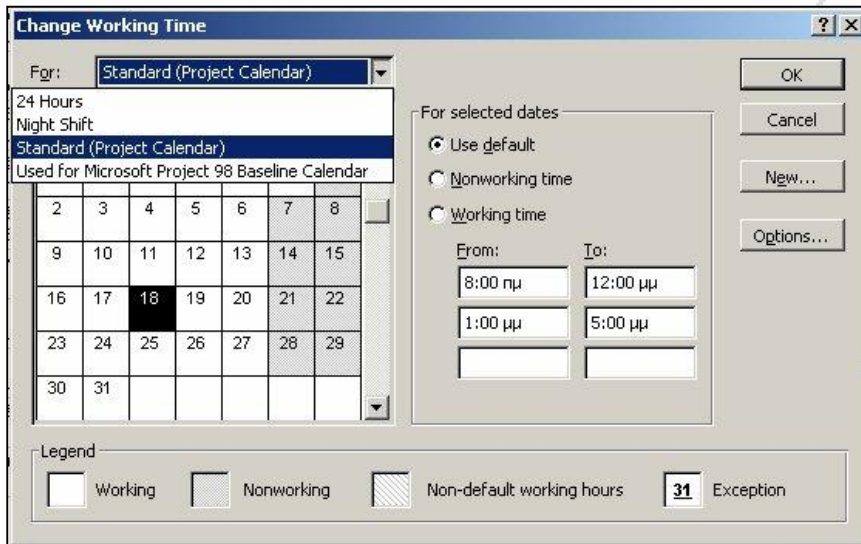 Change Working Time
? ×
For: Standard (Project Calendar)
24 Hours
Night Shift
Standard (Project Calendar)
Used for Microsoft Project 98 Baseline Calendar
2 3 4 5 6 7 8
9 10 11 12 13 14 15
16 17 18 19 20 21 22
23 24 25 26 27 28 29
30 31
For selected dates
Use default
Nonworking time
Working time
From: To:
8:00 πμ 12:00 μμ
1:00 μμ 5:00 μμ
OK
Cancel
New...
Options...
Legend
Working
Nonworking
Non-default working hours
31 Exception